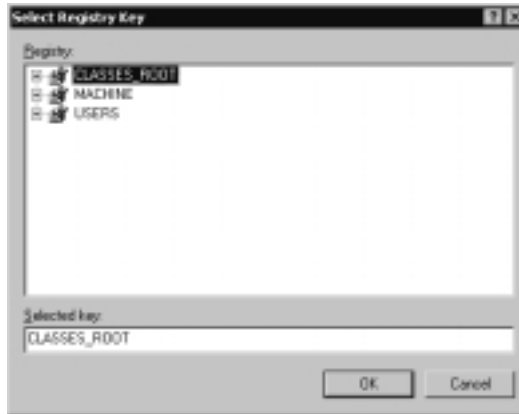 Select Registry Key
Registry:
CLASSES_ROOT
MACHINE
USERS
Selected key:
CLASSES_ROOT
OK
Cancel